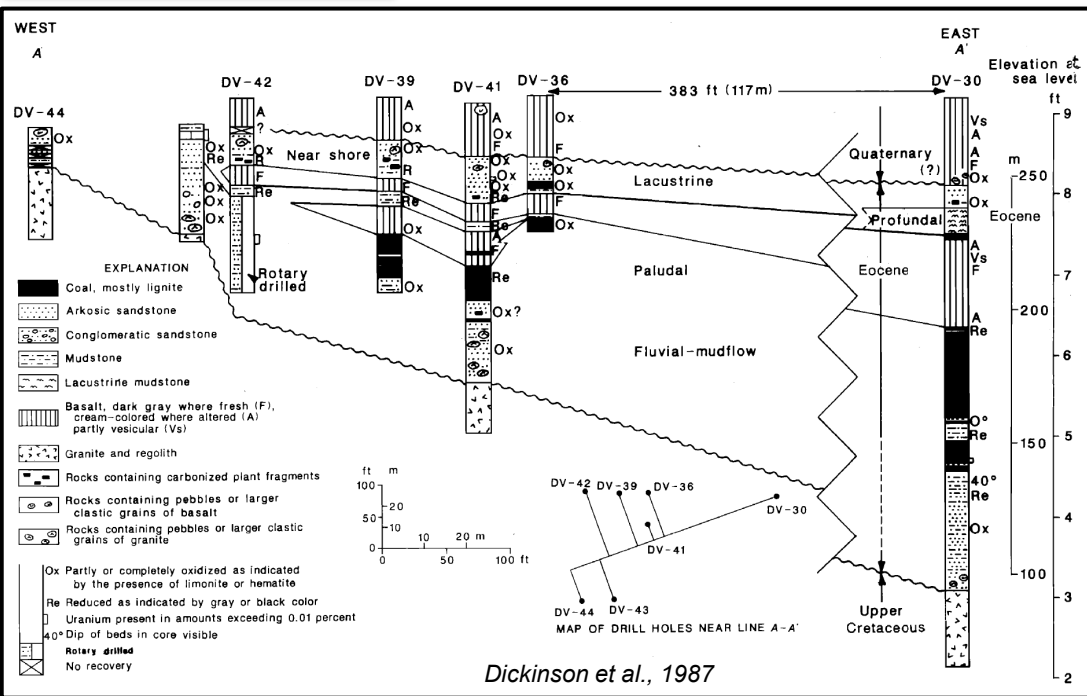 WEST
A'
EAST
A'
Elevation at
sea level
ft
m
DV-44
DV-42
DV-39
DV-41
DV-36
383 ft (117m)
DV-30
Ox
Ox
Re
Ox
Ox
Ox
A
?
Ox
R
F
Re
Near shore
A
Ox
Ox
R
F
Re
Ox
Ox
A
Ox
F
Ox
Ox
Ox
Re
F
Re
A
F
Re
Ox?
Ox
Ox
F
Ox
Ox
F
Ox
Lacustrine
Quaternary
(?)
Profundal
Eocene
Eocene
Paludal
Fluvial-mudflow
Upper
Cretaceous
Vs
A
A
F
Ox
Ox
A
Vs
F
A
Re
O°
Re
40°
Re
Ox
250
200
150
100
9
8
7
6
5
3
2
Rotary
drilled
EXPLANATION
Coal, mostly lignite
Arkosic sandstone
Conglomeratic sandstone
Mudstone
Lacustrine mudstone
Basalt, dark gray where fresh (F),
cream-colored where altered (A)
partly vesicular (Vs)
Granite and regolith
Rocks containing carbonized plant fragments
Rocks containing pebbles or larger
clastic grains of basalt
Rocks containing pebbles or larger clastic
grains of granite
Ox Partly or completely oxidized as indicated
by the presence of limonite or hematite
Re Reduced as indicated by gray or black color
Uranium present in amounts exceeding 0.01 percent
40° Dip of beds in core visible
Rotary drilled
No recovery
ft m
100
50
0
20
10
10 20 m
0 50 100 ft
DV-42
DV-39
DV-36
DV-30
DV-41
DV-44
DV-43
MAP OF DRILL HOLES NEAR LINE A-A'
Dickinson et al., 1987